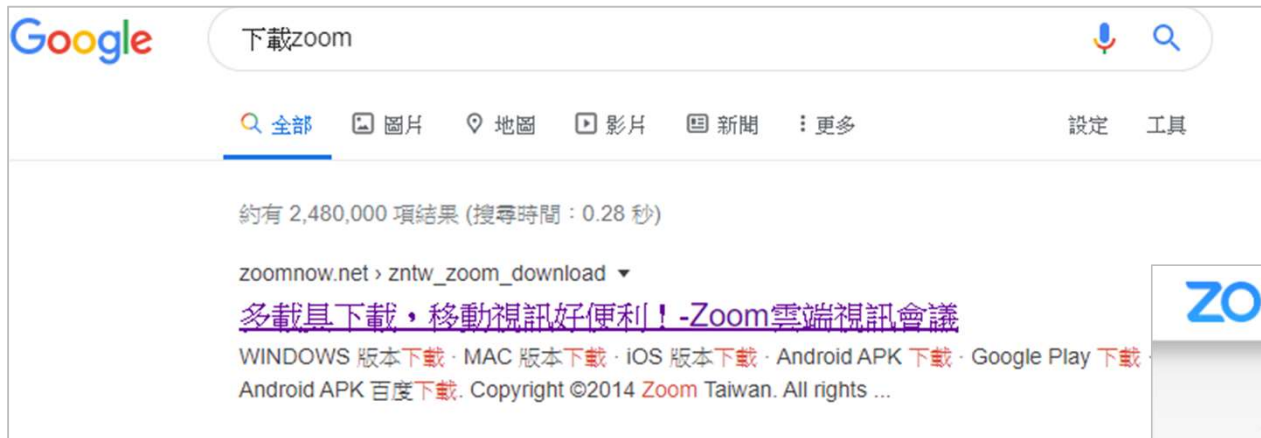 Google
下載zoom
全部 圖片 地圖 影片 新聞 更多 設定 工具
約有 2,480,000 項結果 (搜尋時間：0.28 秒)
zoomnow.net › zntw_zoom_download
多載具下載，移動視訊好便利！-Zoom雲端視訊會議
WINDOWS 版本下載 · MAC 版本下載 · iOS 版本下載 · Android APK 下載 · Google Play 下載 ·
Android APK 百度下載. Copyright ©2014 Zoom Taiwan. All rights ...
ZO